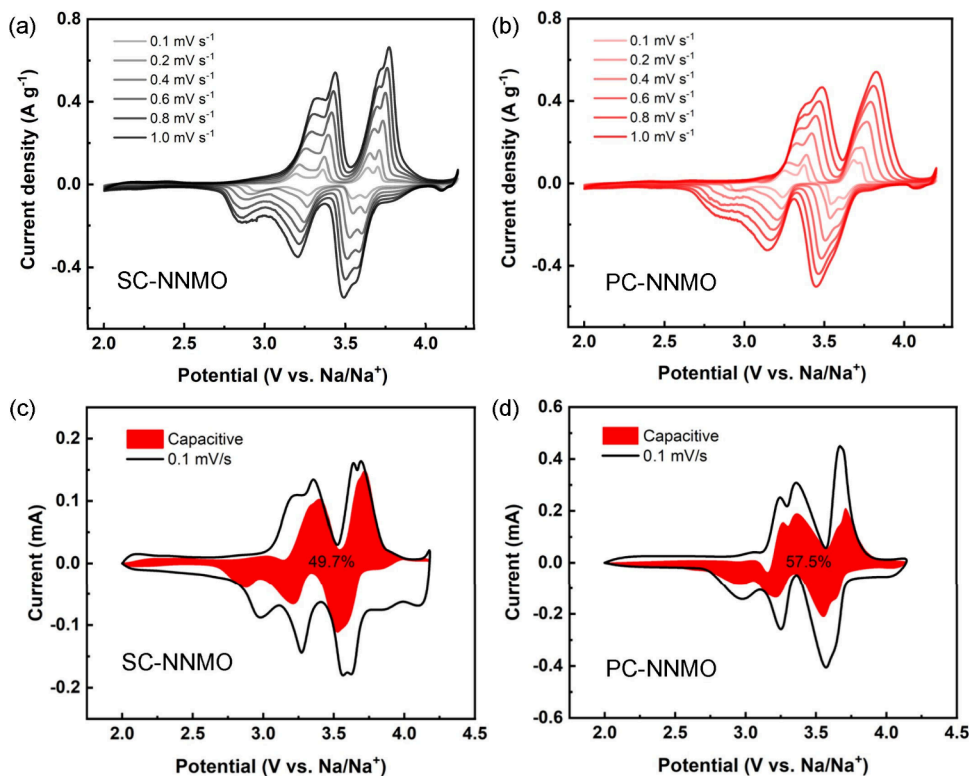 (a)
0.8
0.4
0.0
-0.4
Current density (A g⁻¹)
0.1 mV s⁻¹
0.2 mV s⁻¹
0.4 mV s⁻¹
0.6 mV s⁻¹
0.8 mV s⁻¹
1.0 mV s⁻¹
SC-NNMO
2.0 2.5 3.0 3.5 4.0
Potential (V vs. Na/Na⁺)
(b)
0.8
0.4
0.0
-0.4
Current density (A g⁻¹)
0.1 mV s⁻¹
0.2 mV s⁻¹
0.4 mV s⁻¹
0.6 mV s⁻¹
0.8 mV s⁻¹
1.0 mV s⁻¹
PC-NNMO
2.0 2.5 3.0 3.5 4.0
Potential (V vs. Na/Na⁺)
(c)
0.2
0.1
0.0
-0.1
-0.2
Current (mA)
Capacitive
0.1 mV/s
49.7%
SC-NNMO
2.0 2.5 3.0 3.5 4.0 4.5
Potential (V vs. Na/Na⁺)
(d)
0.6
0.4
0.2
0.0
-0.2
-0.4
-0.6
Current (mA)
Capacitive
0.1 mV/s
57.5%
PC-NNMO
2.0 2.5 3.0 3.5 4.0 4.5
Potential (V vs. Na/Na⁺)